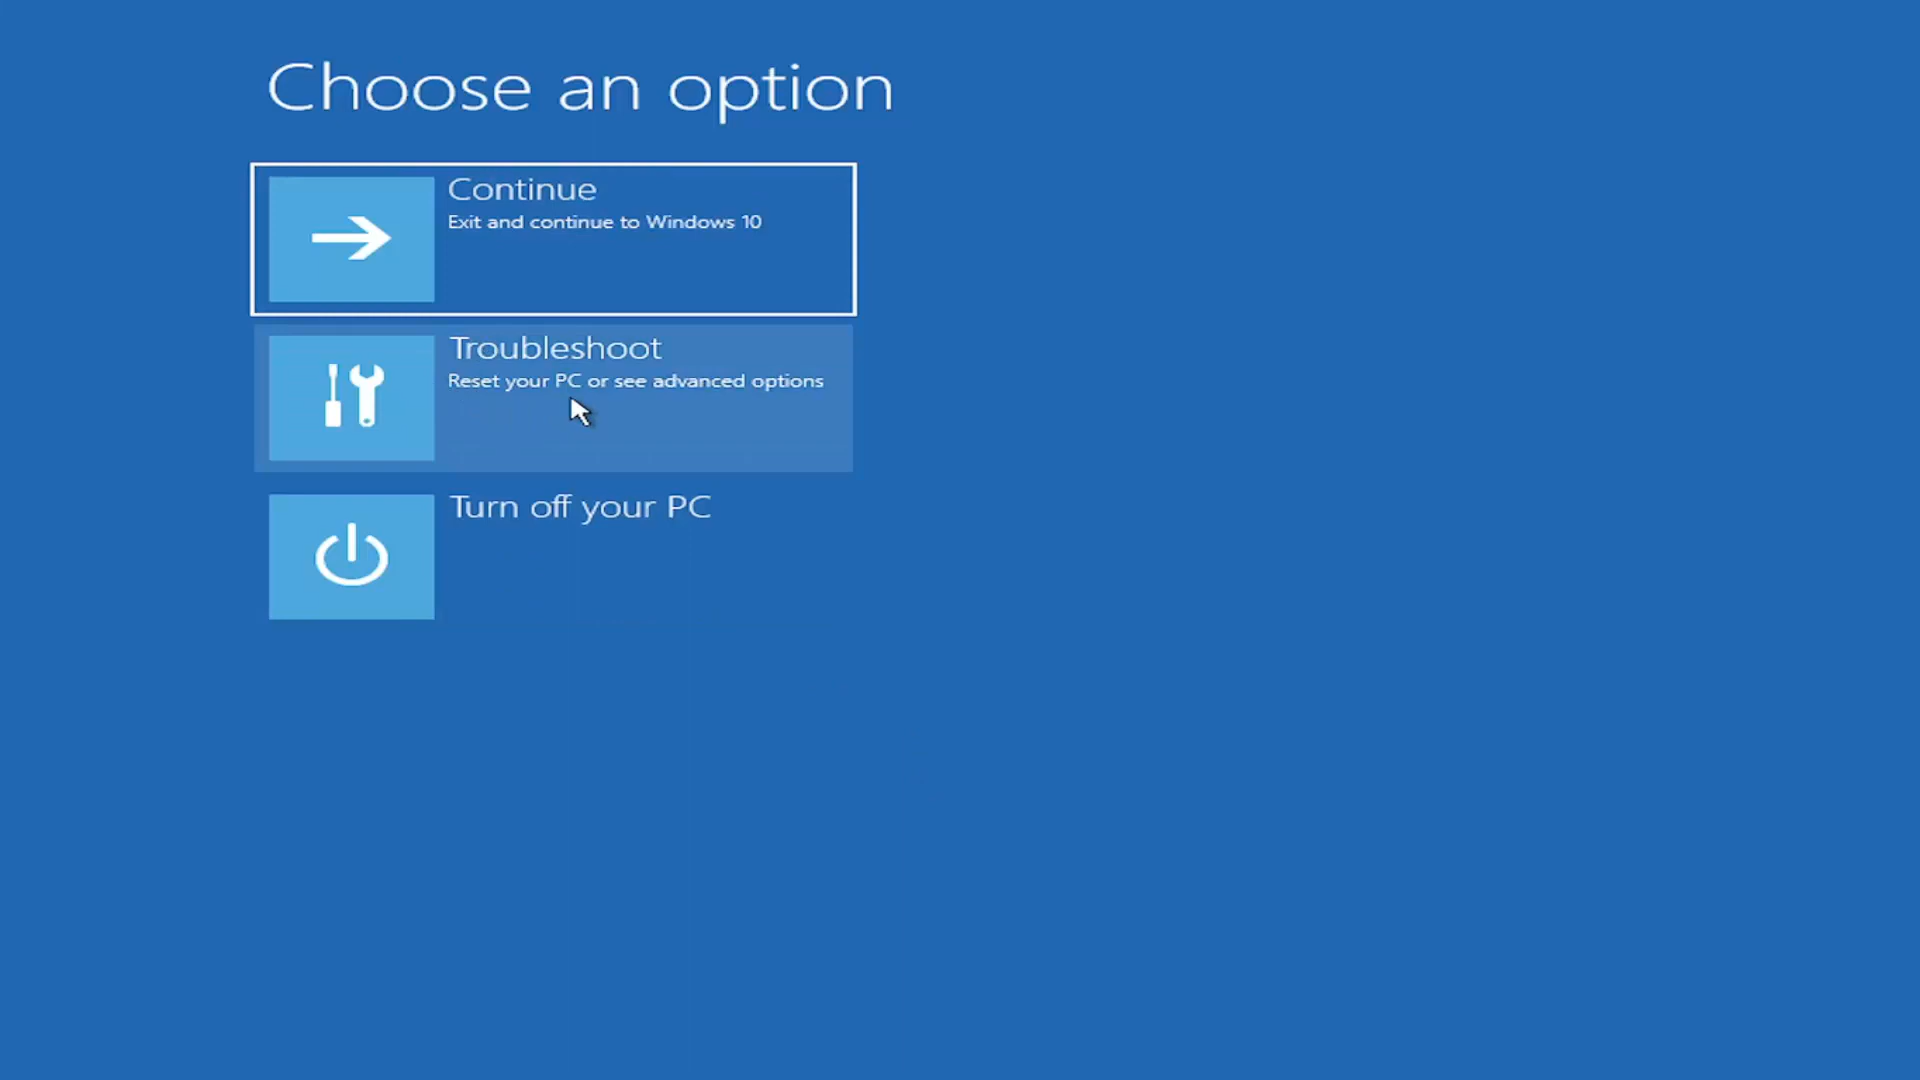 Choose an option
Continue
Exit and continue to Windows 10
Troubleshoot
Reset your PC or see advanced options
Turn off your PC